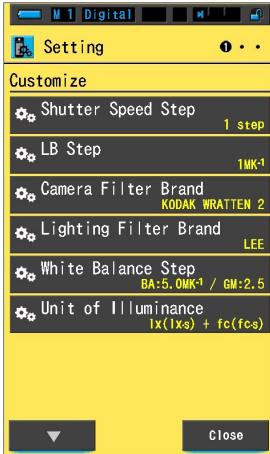 M 1 Digital
Setting
Customize
Shutter Speed Step
1 step
LB Step
1MK⁻¹
Camera Filter Brand
KODAK WRATTEN 2
Lighting Filter Brand
LEE
White Balance Step
BA:5.0MK⁻¹ / GM:2.5
Unit of Illuminance
lx(lx·s) + fc(fc·s)
Close